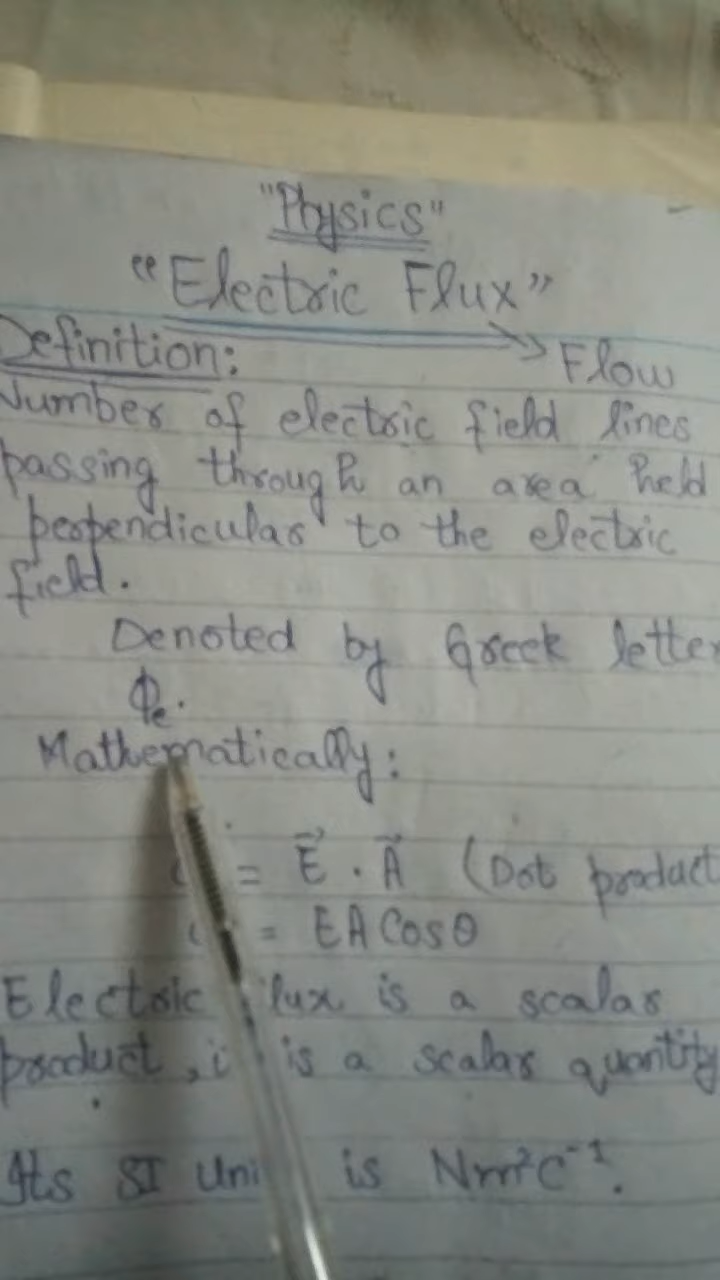 "Physics"
"Electric Flux"
Flow
Definition:
Number of electric field lines
passing through an area held
perpendicular to the electric
field.
Denoted by Greek letter
Φe.
Mathematically:
= E⃗ . A⃗ (Dot product
= EA Cos θ
Electric lux is a scalar
product, i is a scalar quantity
Its SI Uni is Nm²C⁻¹.